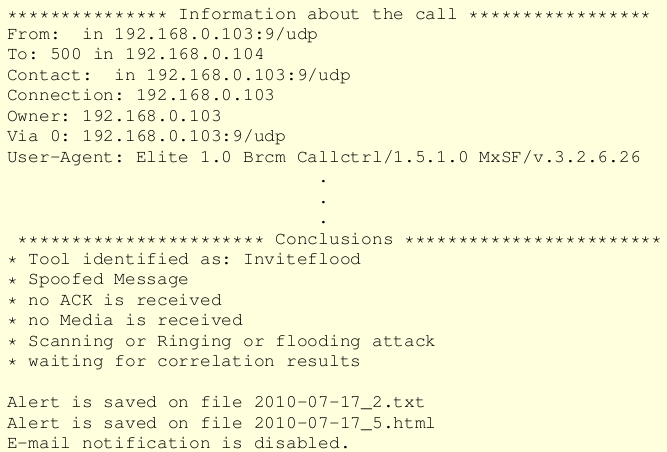 *************** Information about the call *****************
From:  in 192.168.0.103:9/udp
To: 500 in 192.168.0.104
Contact:  in 192.168.0.103:9/udp
Connection: 192.168.0.103
Owner: 192.168.0.103
Via 0: 192.168.0.103:9/udp
User-Agent: Elite 1.0 Brcm Callctrl/1.5.1.0 MxSF/v.3.2.6.26
.
.
.
*********************** Conclusions ************************
* Tool identified as: Inviteflood
* Spoofed Message
* no ACK is received
* no Media is received
* Scanning or Ringing or flooding attack
* waiting for correlation results
Alert is saved on file 2010-07-17_2.txt
Alert is saved on file 2010-07-17_5.html
E-mail notification is disabled.